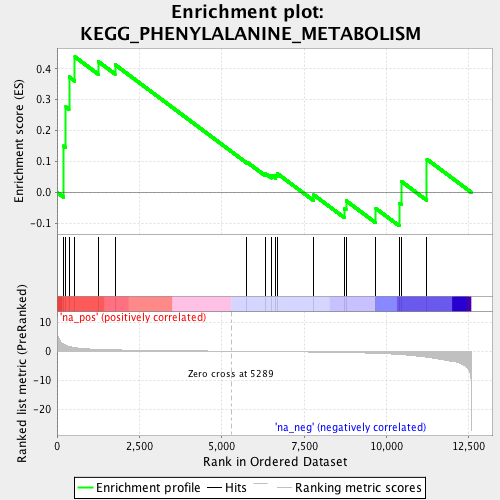 Enrichment plot:
KEGG_PHENYLALANINE_METABOLISM
Enrichment score (ES)
0.4
0.3
0.2
0.1
0.0
-0.1
'na_pos' (positively correlated)
Ranked list metric (PreRanked)
10
5
0
-5
-10
-15
-20
Zero cross at 5289
'na_neg' (negatively correlated)
0
2,500
5,000
7,500
10,000
12,500
Rank in Ordered Dataset
Enrichment profile
Hits
Ranking metric scores